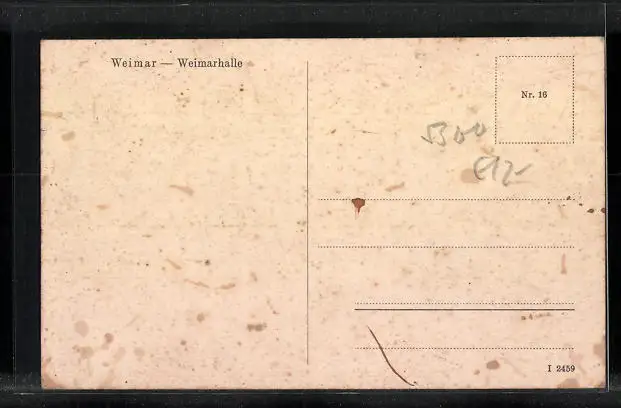 Weimar — Weimarhalle
Nr. 16
I 2459